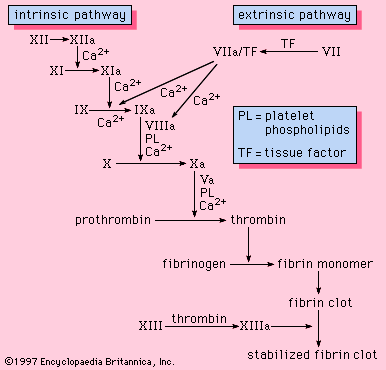 intrinsic pathway
extrinsic pathway
XII XIIa
Ca2+
XI XIa
Ca2+
IX IXa
Ca2+
VIIa/TF TF VII
Ca2+ Ca2+
VIIIa
PL
Ca2+
X Xa
PL = platelet
phospholipids
TF = tissue factor
Va
PL
Ca2+
prothrombin thrombin
fibrinogen fibrin monomer
fibrin clot
thrombin
XIII XIIIa
stabilized fibrin clot
©1997 Encyclopaedia Britannica, Inc.